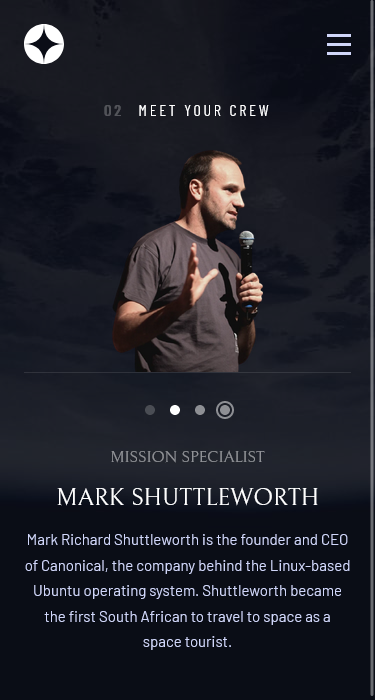 02 MEET YOUR CREW
MISSION SPECIALIST
MARK SHUTTLEWORTH
Mark Richard Shuttleworth is the founder and CEO
of Canonical, the company behind the Linux-based
Ubuntu operating system. Shuttleworth became
the first South African to travel to space as a
space tourist.